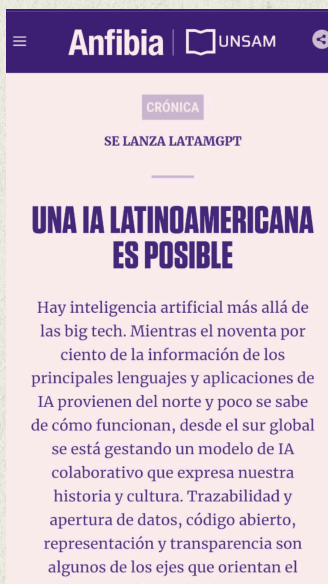 Anfibia UNSAM
CRÓNICA
SE LANZA LATAMGPT
UNA IA LATINOAMERICANA
ES POSIBLE
Hay inteligencia artificial más allá de
las big tech. Mientras el noventa por
ciento de la información de los
principales lenguajes y aplicaciones de
IA provienen del norte y poco se sabe
de cómo funcionan, desde el sur global
se está gestando un modelo de IA
colaborativo que expresa nuestra
historia y cultura. Trazabilidad y
apertura de datos, código abierto,
representación y transparencia son
algunos de los ejes que orientan el